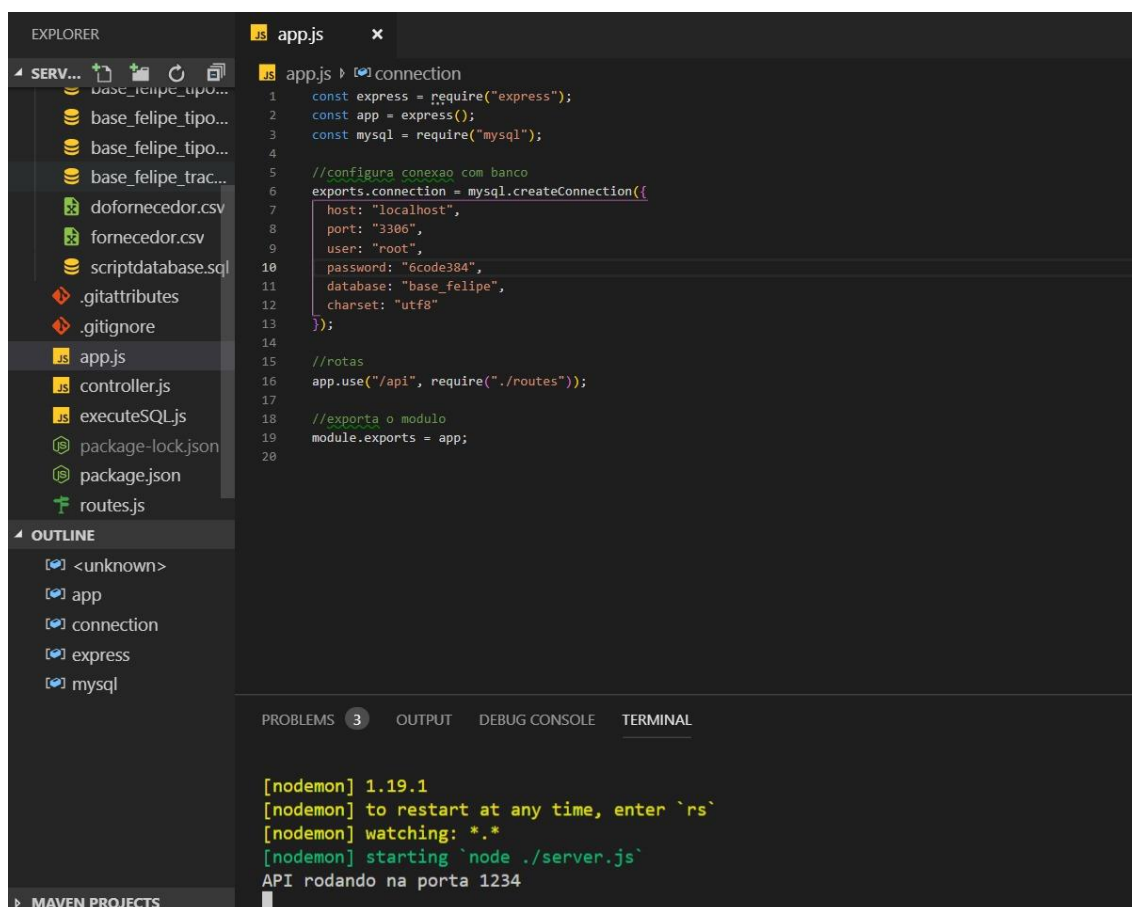 EXPLORER
SERV...
base_felipe_tipo...
base_felipe_tipo...
base_felipe_tipo...
base_felipe_trac...
dofornecedor.csv
fornecedor.csv
scriptdatabase.sql
.gitattributes
.gitignore
JS app.js
JS controller.js
JS executeSQL.js
package-lock.json
package.json
routes.js
OUTLINE
<unknown>
app
connection
express
mysql
MAVEN PROJECTS
JS app.js ×
JS app.js connection
1 const express = require("express");
2 const app = express();
3 const mysql = require("mysql");
4
5 //configura conexao com banco
6 exports.connection = mysql.createConnection({
7 host: "localhost",
8 port: "3306",
9 user: "root",
10 password: "6code384",
11 database: "base_felipe",
12 charset: "utf8"
13 });
14
15 //rotas
16 app.use("/api", require("./routes"));
17
18 //exporta o modulo
19 module.exports = app;
20
PROBLEMS 3 OUTPUT DEBUG CONSOLE TERMINAL
[nodemon] 1.19.1
[nodemon] to restart at any time, enter `rs`
[nodemon] watching: *.*
[nodemon] starting `node ./server.js`
API rodando na porta 1234